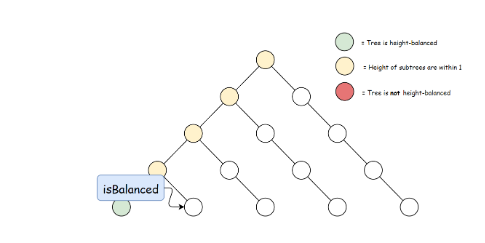 = Tree is height-balanced
= Height of subtrees are within 1
= Tree is not height-balanced
isBalanced